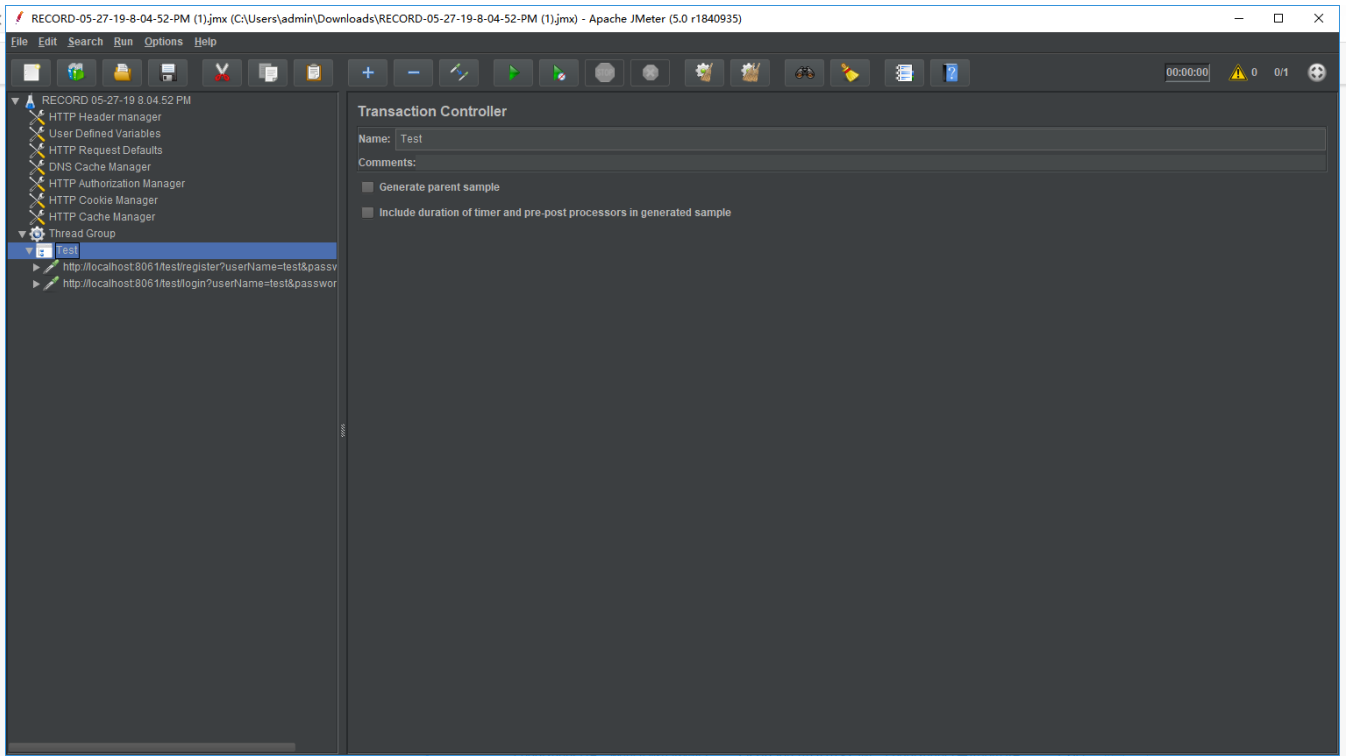 RECORD-05-27-19-8-04-52-PM (1).jmx (C:\Users\admin\Downloads\RECORD-05-27-19-8-04-52-PM (1).jmx) - Apache JMeter (5.0 r1840935)
File Edit Search Run Options Help
00:00:00 0 0/1
RECORD 05-27-19 8.04.52 PM
HTTP Header manager
User Defined Variables
HTTP Request Defaults
DNS Cache Manager
HTTP Authorization Manager
HTTP Cookie Manager
HTTP Cache Manager
Thread Group
Test
http://localhost:8061/test/register?userName=test&passv
http://localhost:8061/test/login?userName=test&passwor
Transaction Controller
Name: Test
Comments:
Generate parent sample
Include duration of timer and pre-post processors in generated sample